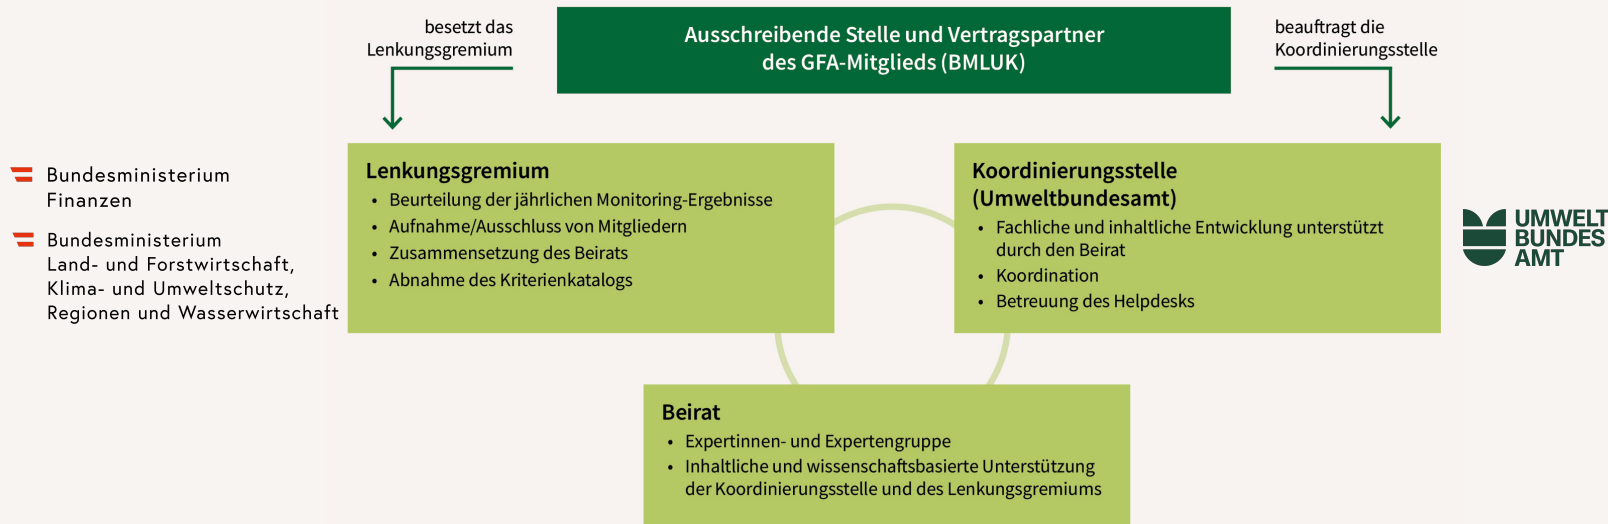 besetzt das
Lenkungsgremium
Ausschreibende Stelle und Vertragspartner
des GFA-Mitglieds (BMLUK)
beauftragt die
Koordinierungsstelle
Bundesministerium
Finanzen
Bundesministerium
Land- und Forstwirtschaft,
Klima- und Umweltschutz,
Regionen und Wasserwirtschaft
Lenkungsgremium
• Beurteilung der jährlichen Monitoring-Ergebnisse
• Aufnahme/Ausschluss von Mitgliedern
• Zusammensetzung des Beirats
• Abnahme des Kriterienkatalogs
Koordinierungsstelle
(Umweltbundesamt)
• Fachliche und inhaltliche Entwicklung unterstützt
durch den Beirat
• Koordination
• Betreuung des Helpdesks
UMWELT
BUNDES
AMT
Beirat
• Expertinnen- und Expertengruppe
• Inhaltliche und wissenschaftsbasierte Unterstützung
der Koordinierungsstelle und des Lenkungsgremiums